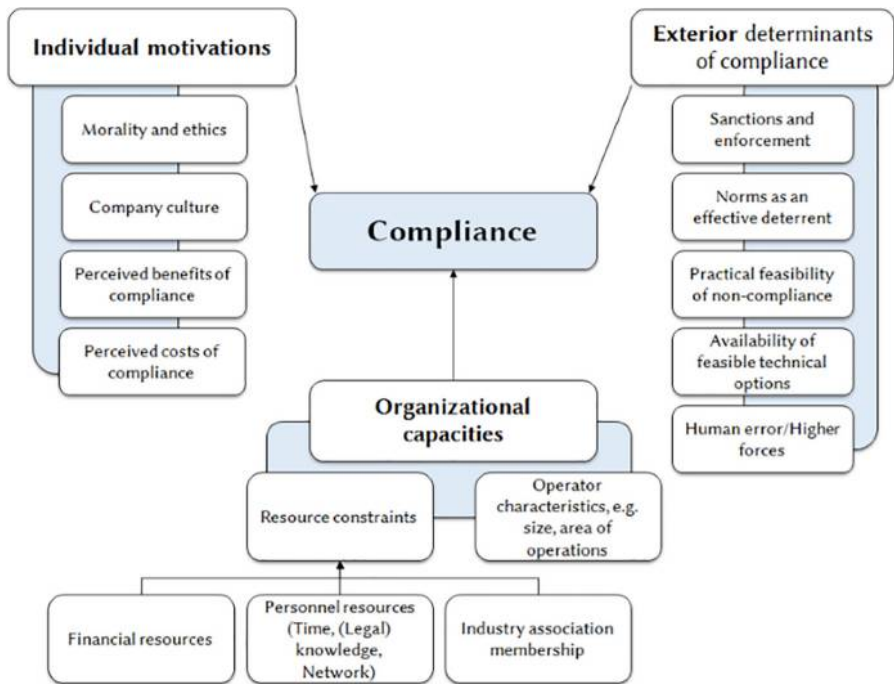 Individual motivations
Morality and ethics
Company culture
Perceived benefits of
compliance
Perceived costs of
compliance
Exterior determinants
of compliance
Sanctions and
enforcement
Norms as an
effective deterrent
Practical feasibility
of non-compliance
Availability of
feasible technical
options
Human error/Higher
forces
Compliance
Organizational
capacities
Resource constraints
Operator
characteristics, e.g.
size, area of
operations
Financial resources
Personnel resources
(Time, (Legal)
knowledge,
Network)
Industry association
membership